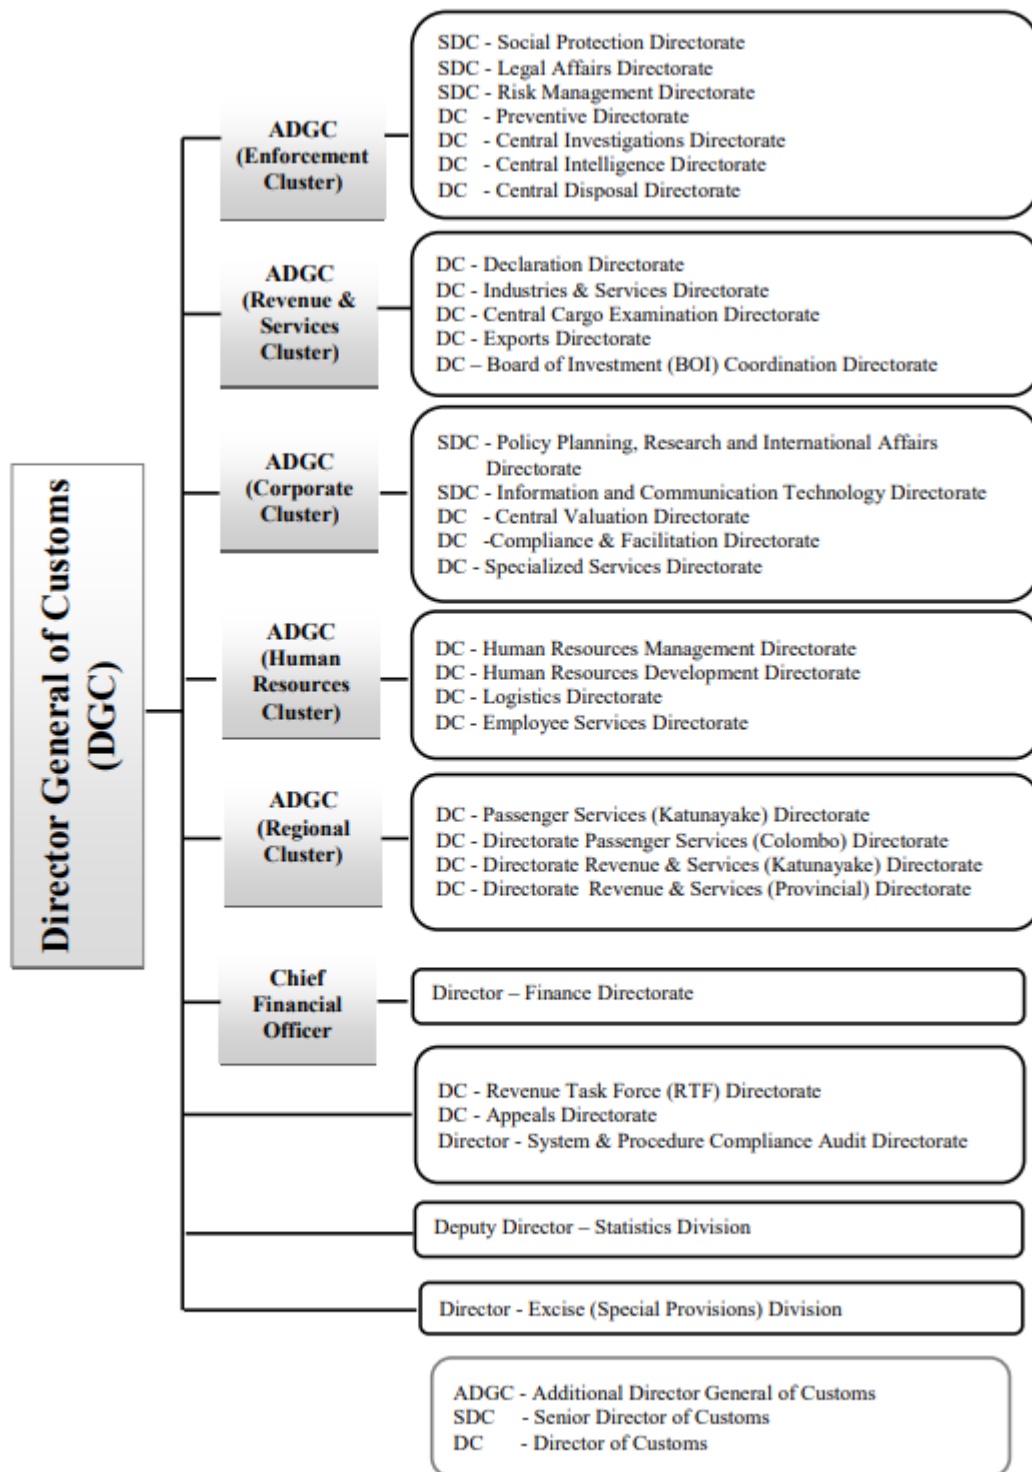 Director General of Customs
(DGC)
ADGC
(Enforcement
Cluster)
SDC - Social Protection Directorate
SDC - Legal Affairs Directorate
SDC - Risk Management Directorate
DC - Preventive Directorate
DC - Central Investigations Directorate
DC - Central Intelligence Directorate
DC - Central Disposal Directorate
ADGC
(Revenue &
Services
Cluster)
DC - Declaration Directorate
DC - Industries & Services Directorate
DC - Central Cargo Examination Directorate
DC - Exports Directorate
DC – Board of Investment (BOI) Coordination Directorate
ADGC
(Corporate
Cluster)
SDC - Policy Planning, Research and International Affairs
Directorate
SDC - Information and Communication Technology Directorate
DC - Central Valuation Directorate
DC -Compliance & Facilitation Directorate
DC - Specialized Services Directorate
ADGC
(Human
Resources
Cluster)
DC - Human Resources Management Directorate
DC - Human Resources Development Directorate
DC - Logistics Directorate
DC - Employee Services Directorate
ADGC
(Regional
Cluster)
DC - Passenger Services (Katunayake) Directorate
DC - Directorate Passenger Services (Colombo) Directorate
DC - Directorate Revenue & Services (Katunayake) Directorate
DC - Directorate Revenue & Services (Provincial) Directorate
Chief
Financial
Officer
Director – Finance Directorate
DC - Revenue Task Force (RTF) Directorate
DC - Appeals Directorate
Director - System & Procedure Compliance Audit Directorate
Deputy Director – Statistics Division
Director - Excise (Special Provisions) Division
ADGC - Additional Director General of Customs
SDC - Senior Director of Customs
DC - Director of Customs